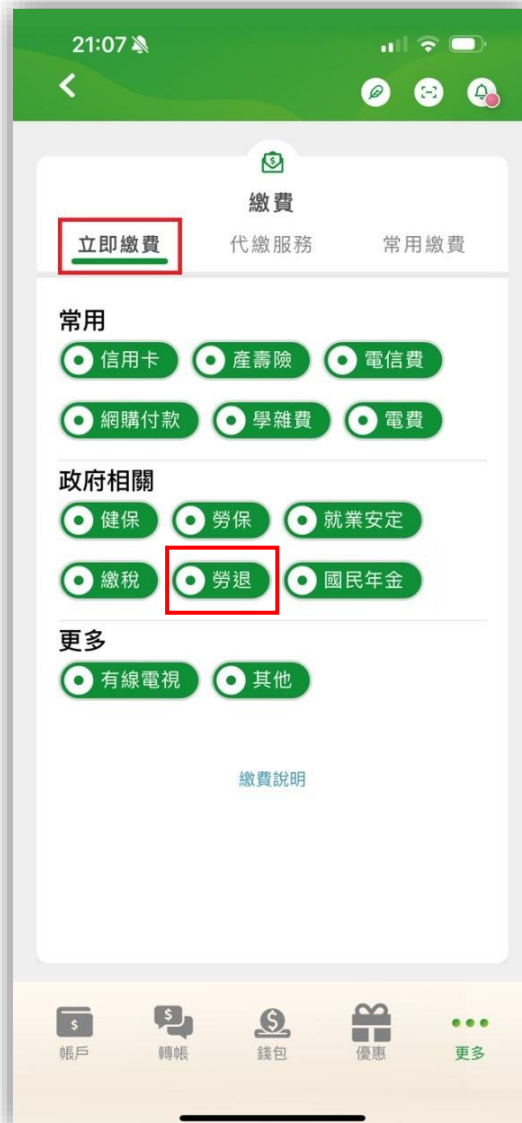 21:07
繳費
立即繳費 代繳服務 常用繳費
常用
信用卡 產壽險 電信費
網購付款 學雜費 電費
政府相關
健保 勞保 就業安定
繳稅 勞退 國民年金
更多
有線電視 其他
繳費說明
帳戶 轉帳 錢包 優惠 更多